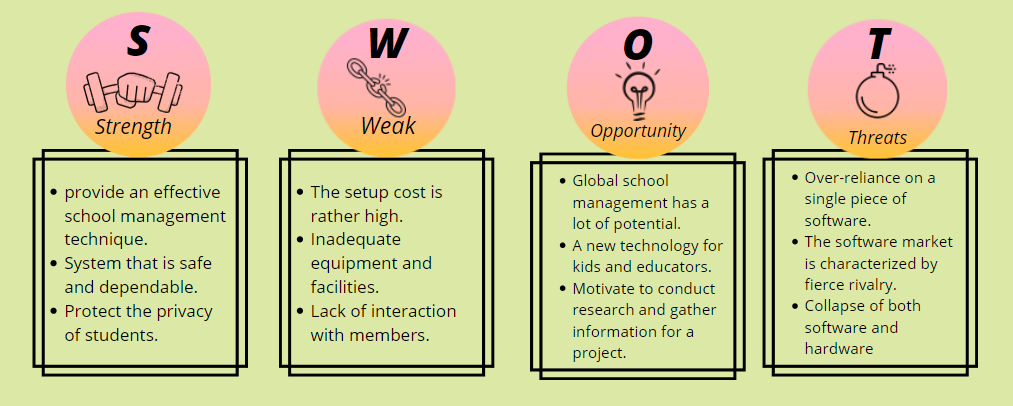 S
Strength
• provide an effective
school management
technique.
• System that is safe
and dependable.
• Protect the privacy
of students.
W
Weak
• The setup cost is
rather high.
• Inadequate
equipment and
facilities.
• Lack of interaction
with members.
O
Opportunity
• Global school
management has a
lot of potential.
• A new technology for
kids and educators.
• Motivate to conduct
research and gather
information for a
project.
T
Threats
• Over-reliance on a
single piece of
software.
• The software market
is characterized by
fierce rivalry.
• Collapse of both
software and
hardware